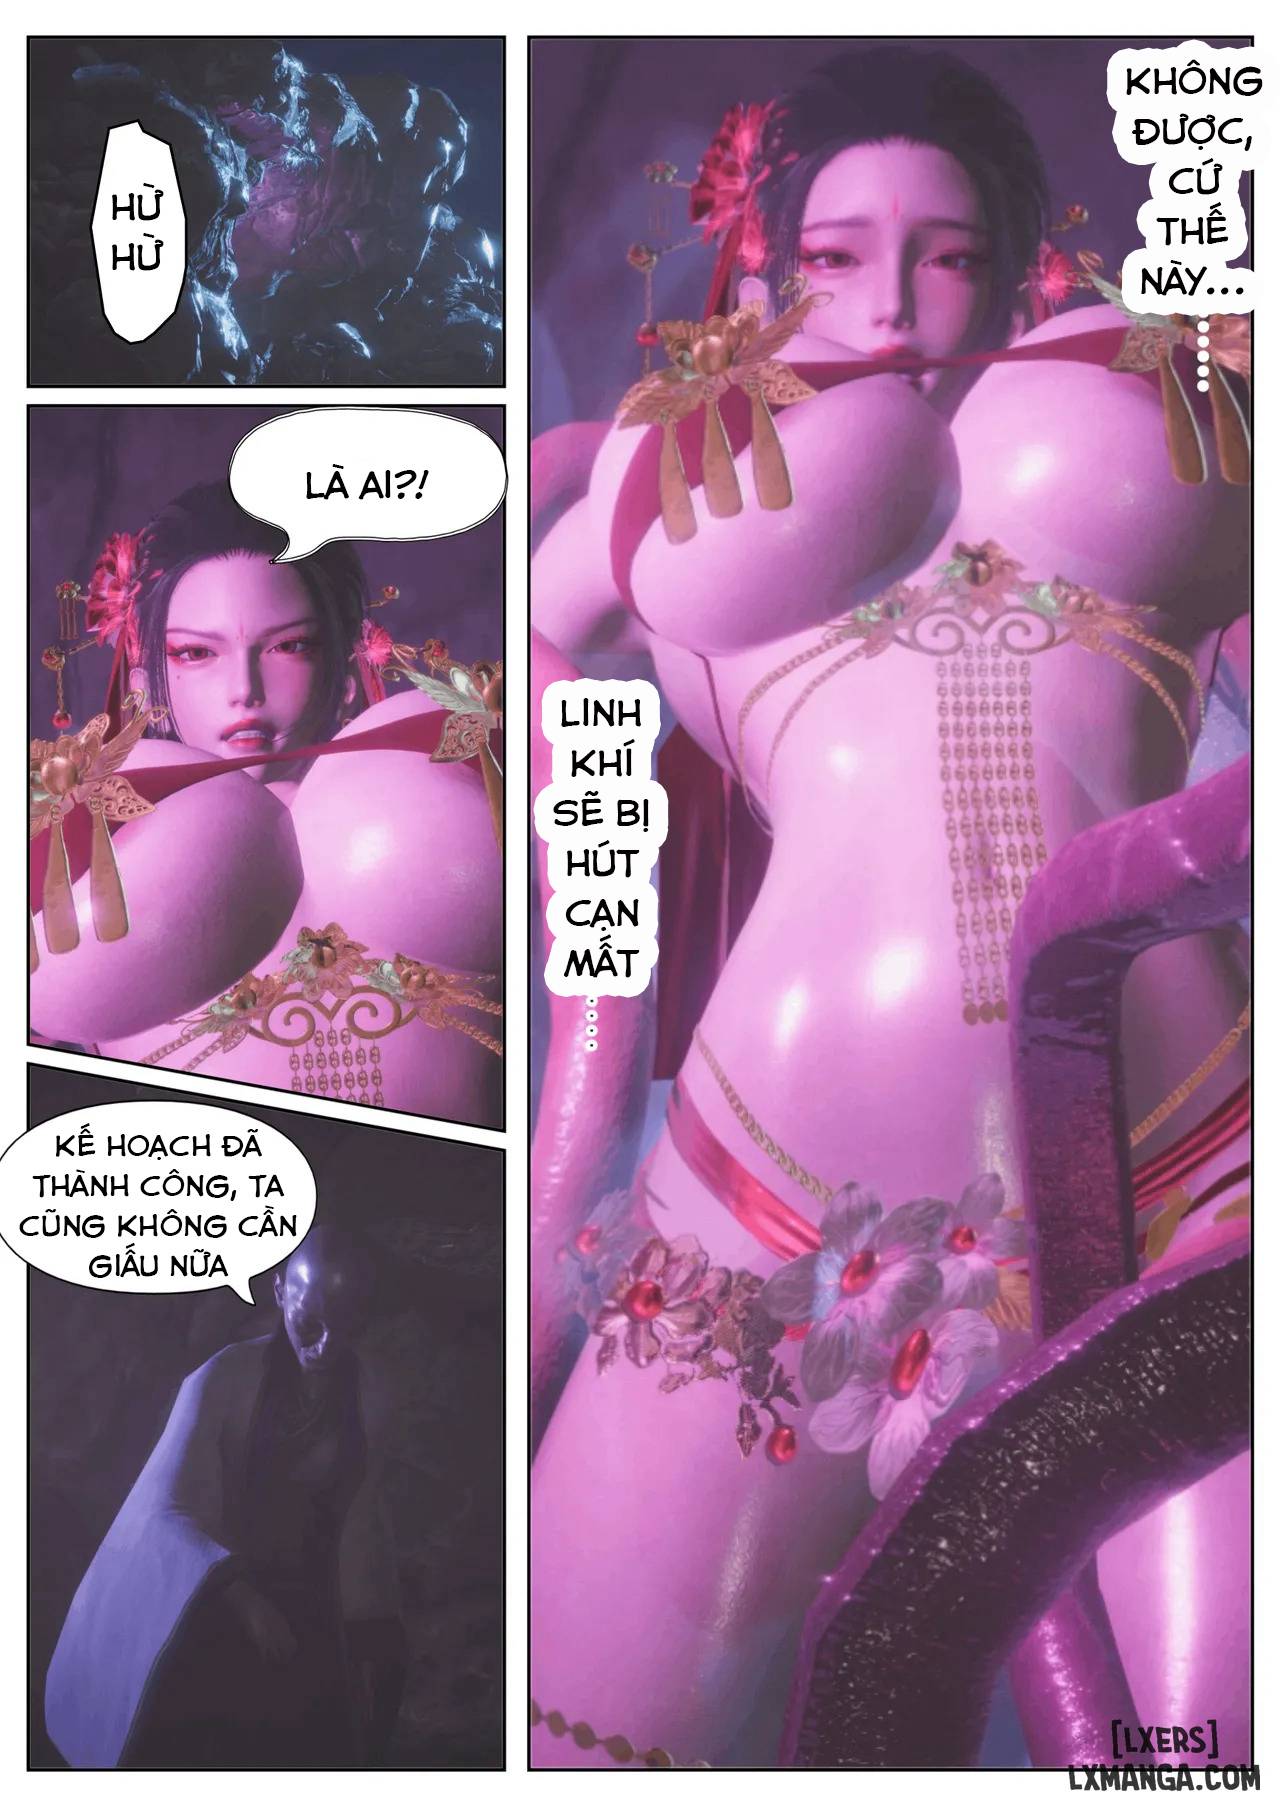 KHÔNG
ĐƯỢC,
CỨ
THẾ
NÀY...
LINH
KHÍ
SẼ BỊ
HÚT
CẠN
MẤT
HỪ
HỪ
LÀ AI?!
KẾ HOẠCH ĐÃ
THÀNH CÔNG, TA
CŨNG KHÔNG CẦN
GIẤU NỮA
[LXERS]
LXMANGA.COM